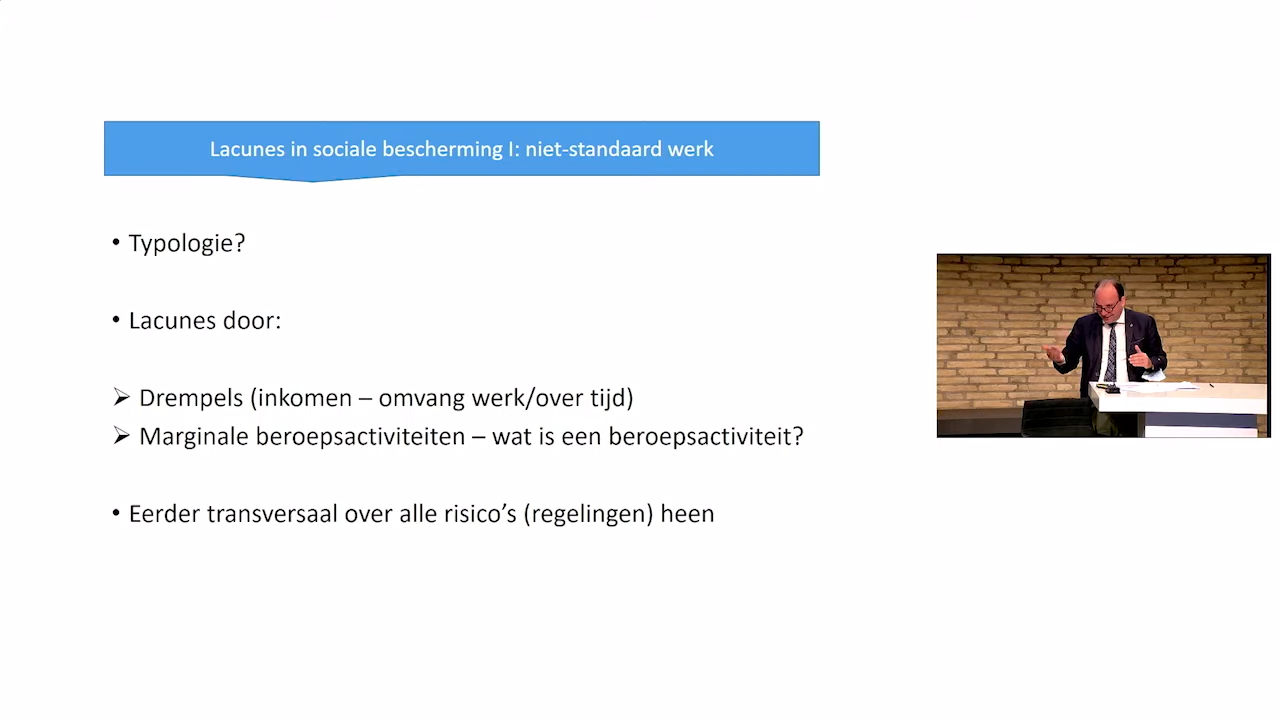 Lacunes in sociale bescherming I: niet-standaard werk
• Typologie?
• Lacunes door:
➢ Drempels (inkomen – omvang werk/over tijd)
➢ Marginale beroepsactiviteiten – wat is een beroepsactiviteit?
• Eerder transversaal over alle risico’s (regelingen) heen